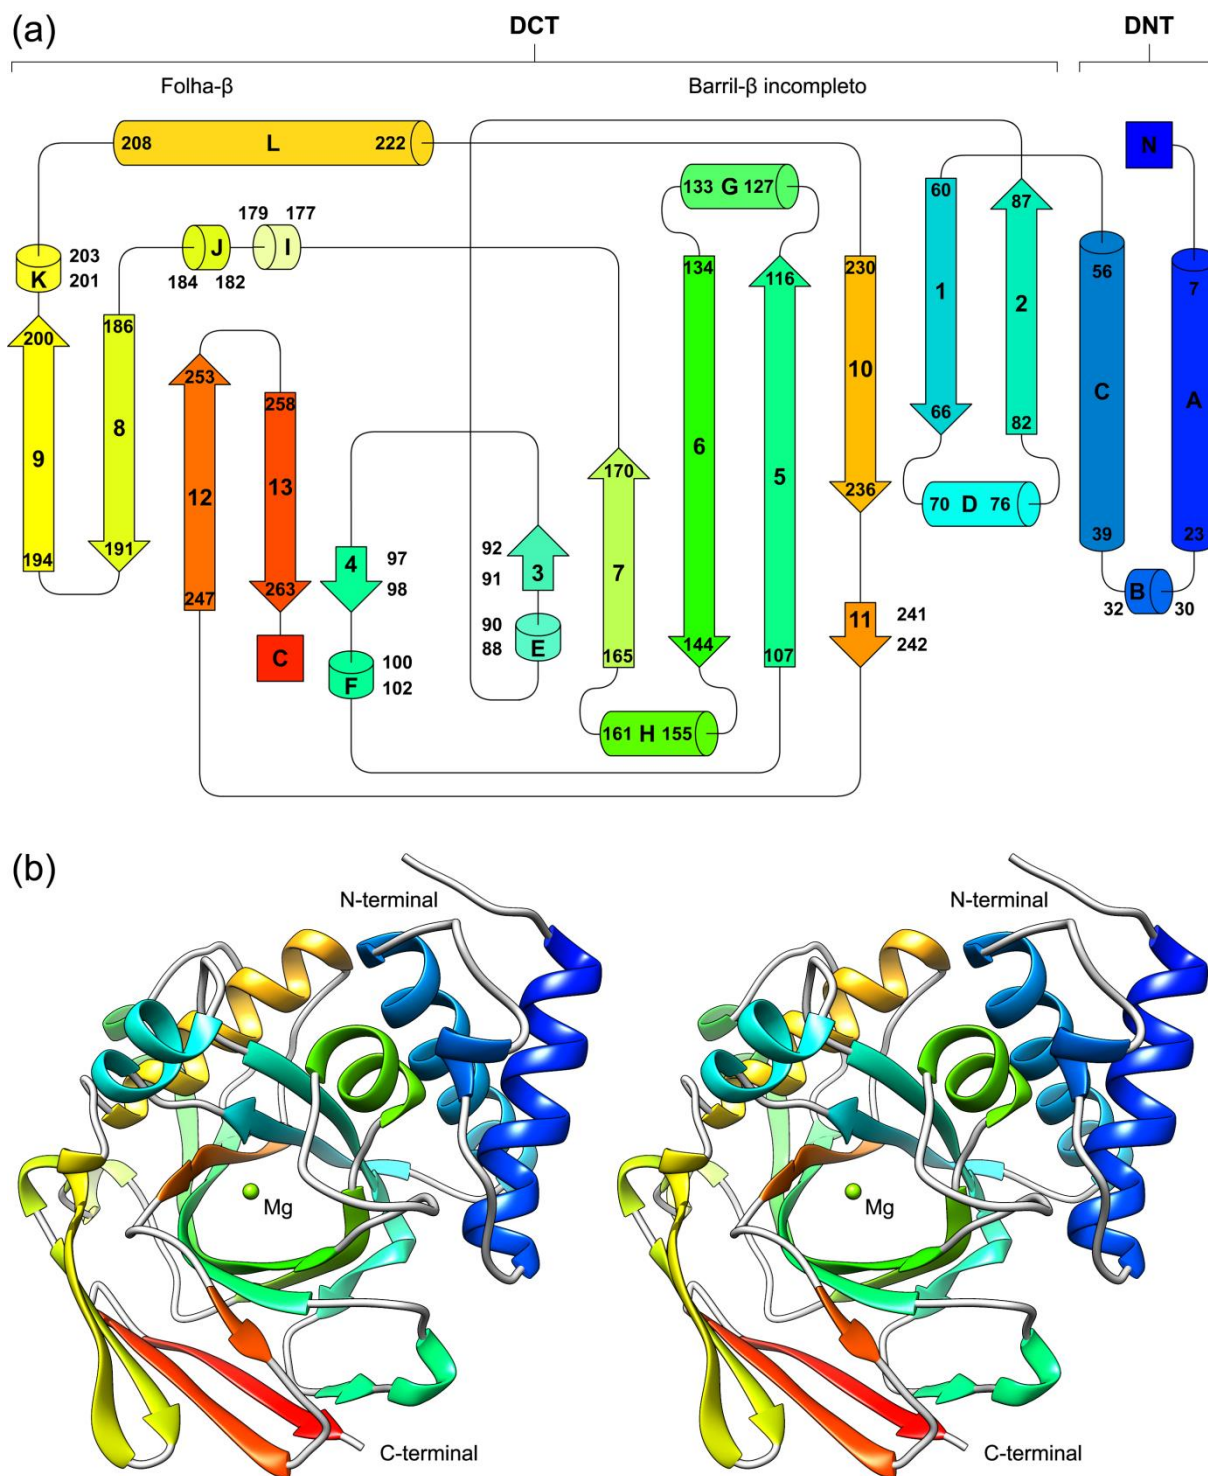 (a)
DCT DNT
Folha-β Barril-β incompleto
208 L 222
N
133 G 127
179 177
J I
184 182
203
K
201
60 87
56 7
200 186
134 116 230
1 2
253
258
10
C A
9 8
12 13
6 5
66 82
170 236
92
3
91
4
97
98
70 D 76
194 191
7
39 23
B
32 30
247 263
90
E
88
11
241
242
C
F
100
102
165 144 107
161 H 155
(b)
N-terminal N-terminal
Mg Mg
C-terminal C-terminal